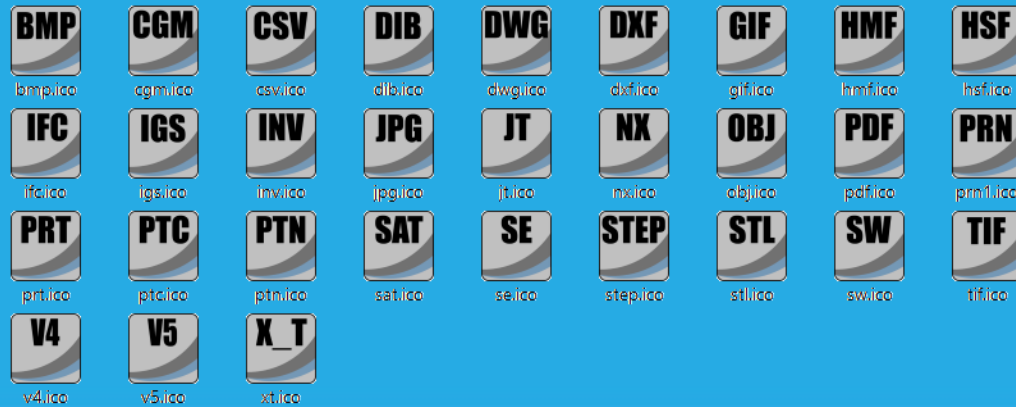 BMP CGM CSV DIB DWG DXF GIF HMF HSF
bmp.ico cgm.ico csv.ico dib.ico dwg.ico dxf.ico gif.ico hmf.ico hsf.ico
IFC IGS INV JPG JT NX OBJ PDF PRN
ifc.ico igs.ico inv.ico jpg.ico jt.ico nx.ico obj.ico pdf.ico prn1.ico
PRT PTC PTN SAT SE STEP STL SW TIF
prt.ico ptc.ico ptn.ico sat.ico se.ico step.ico stl.ico sw.ico tif.ico
V4 V5 X_T
v4.ico v5.ico xt.ico